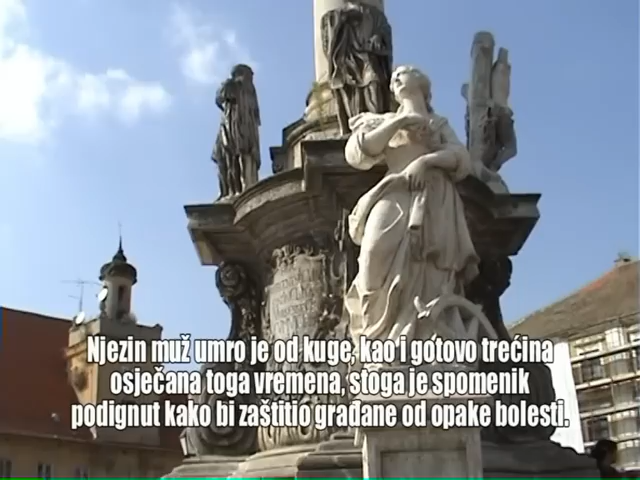 Njezin muž umro je od kuge, kao i gotovo trećina
osječana toga vremena, stoga je spomenik
podignut kako bi zaštitio građane od opake bolesti.